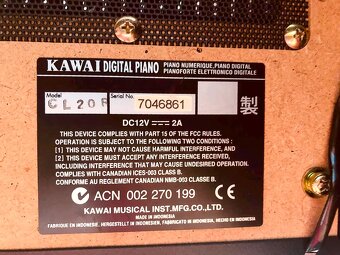 KAWAI DIGITAL PIANO PIANO NUMERIQUE, PIANO DIGITAL
PIANOFORTE ELETTRONICO DIGITALE
Model No. CL20R Serial No. 7046861 製
DC12V 2A
THIS DEVICE COMPLIES WITH PART 15 OF THE FCC RULES.
OPERATION IS SUBJECT TO THE FOLLOWING TWO CONDITIONS :
(1) THIS DEVICE MAY NOT CAUSE HARMFUL INTERFERENCE, AND
(2) THIS DEVICE MUST ACCEPT ANY INTERFERENCE RECEIVED,
INCLUDING INTERFERENCE THAT MAY CAUSE UNDESIRED OPERATION.
COMPLIES WITH CANADIAN ICES-003 CLASS B.
CONFORME AU REGLEMENT CANADIEN NMB-003 CLASSE B.
ACN 002 270 199 CE
KAWAI MUSICAL INST.MFG.CO.,LTD.
FABRIQUE EN INDONESIE, HERGESTELLT IN INDONESIEN, HECHO EN INDONESIA, MADE IN INDONESIA